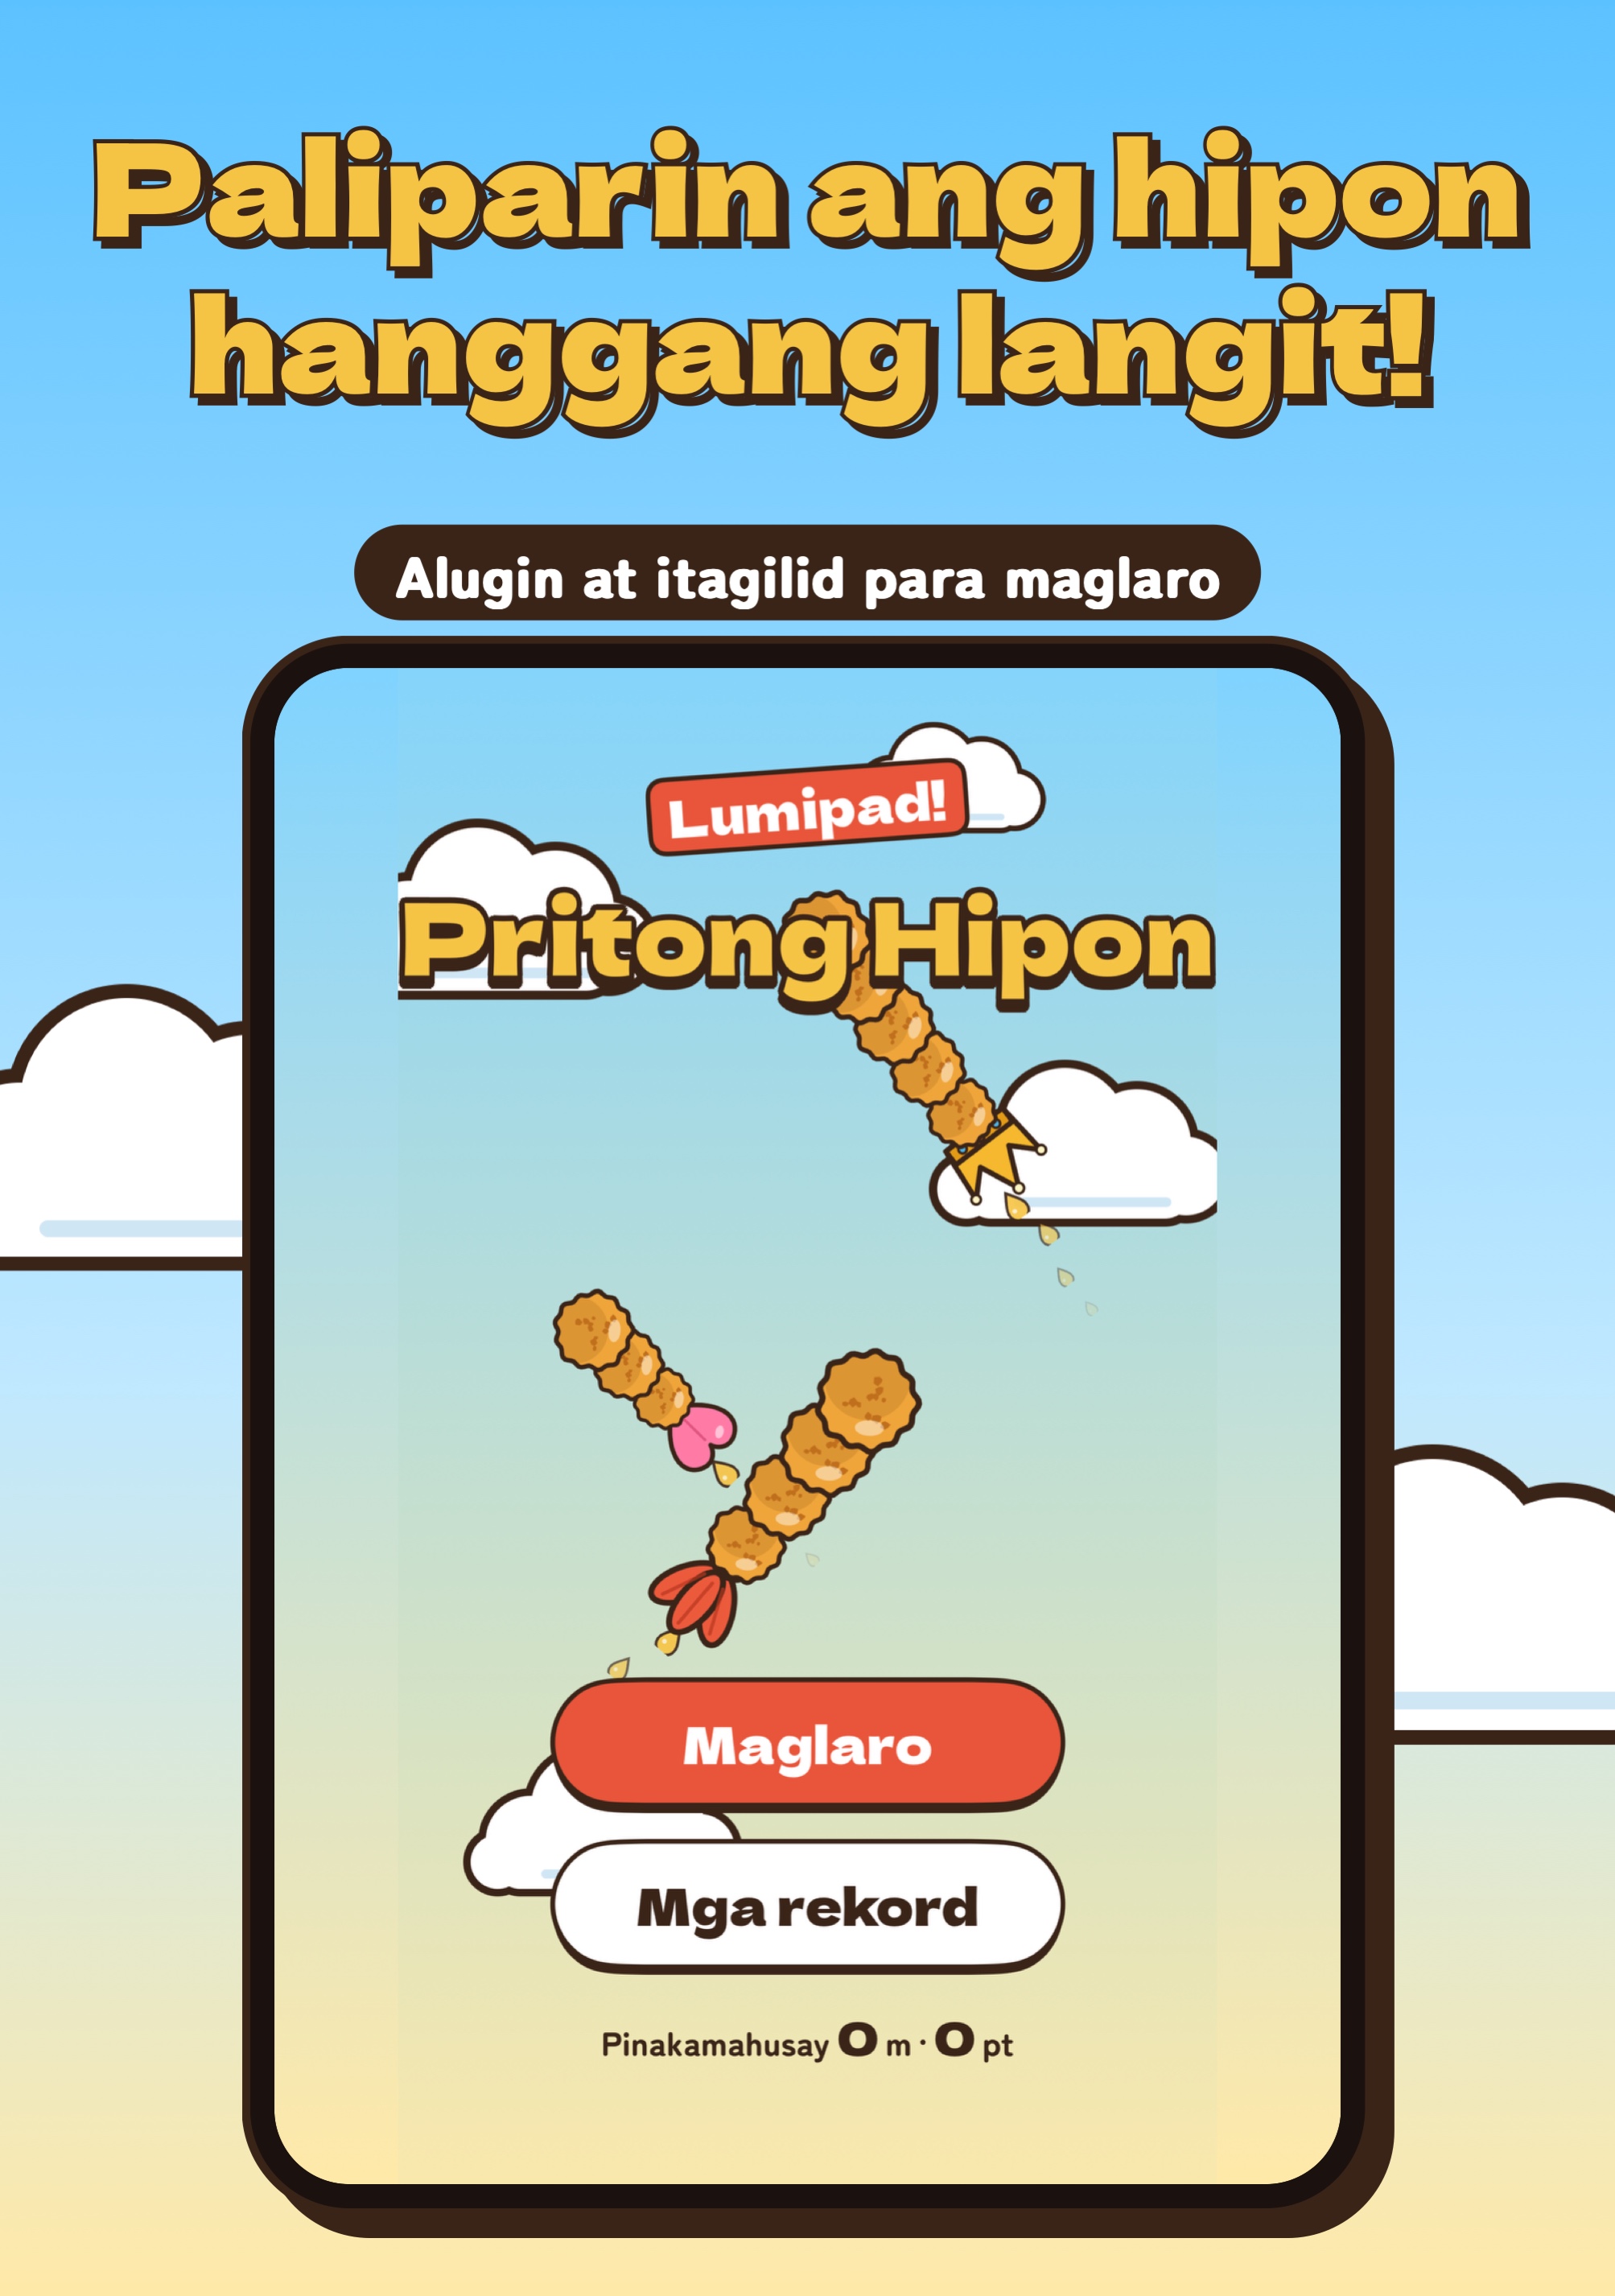 Paliparin ang hipon
hanggang langit!
Alugin at itagilid para maglaro
Lumipad!
Pritong Hipon
Maglaro
Mga rekord
Pinakamahusay 0 m · 0 pt